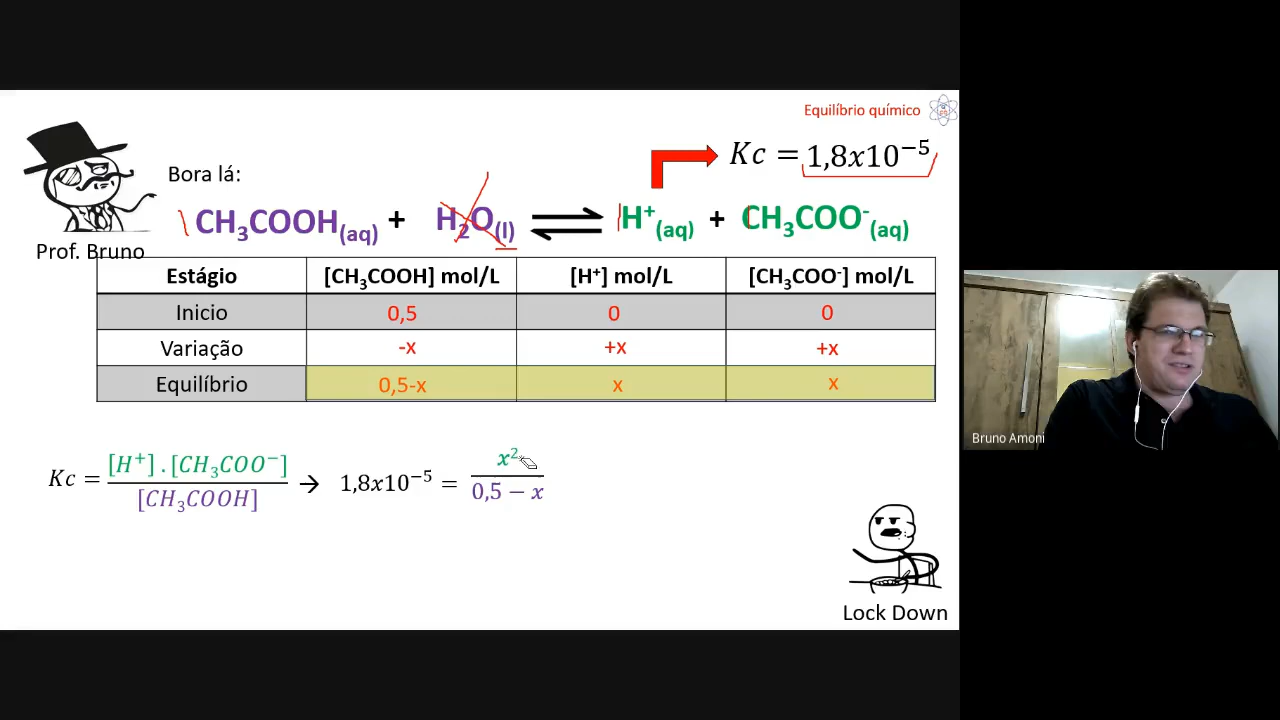 Equilíbrio químico
Kc = 1,8x10⁻⁵
Bora lá:
CH₃COOH(aq) + H₂O(l) ⇌ H⁺(aq) + CH₃COO⁻(aq)
Prof. Bruno
Estágio [CH₃COOH] mol/L [H⁺] mol/L [CH₃COO⁻] mol/L
Inicio 0,5 0 0
Variação -x +x +x
Equilíbrio 0,5-x x x
Kc = [H⁺].[CH₃COO⁻] / [CH₃COOH] → 1,8x10⁻⁵ = x² / 0,5 − x
Lock Down
Bruno Amoni